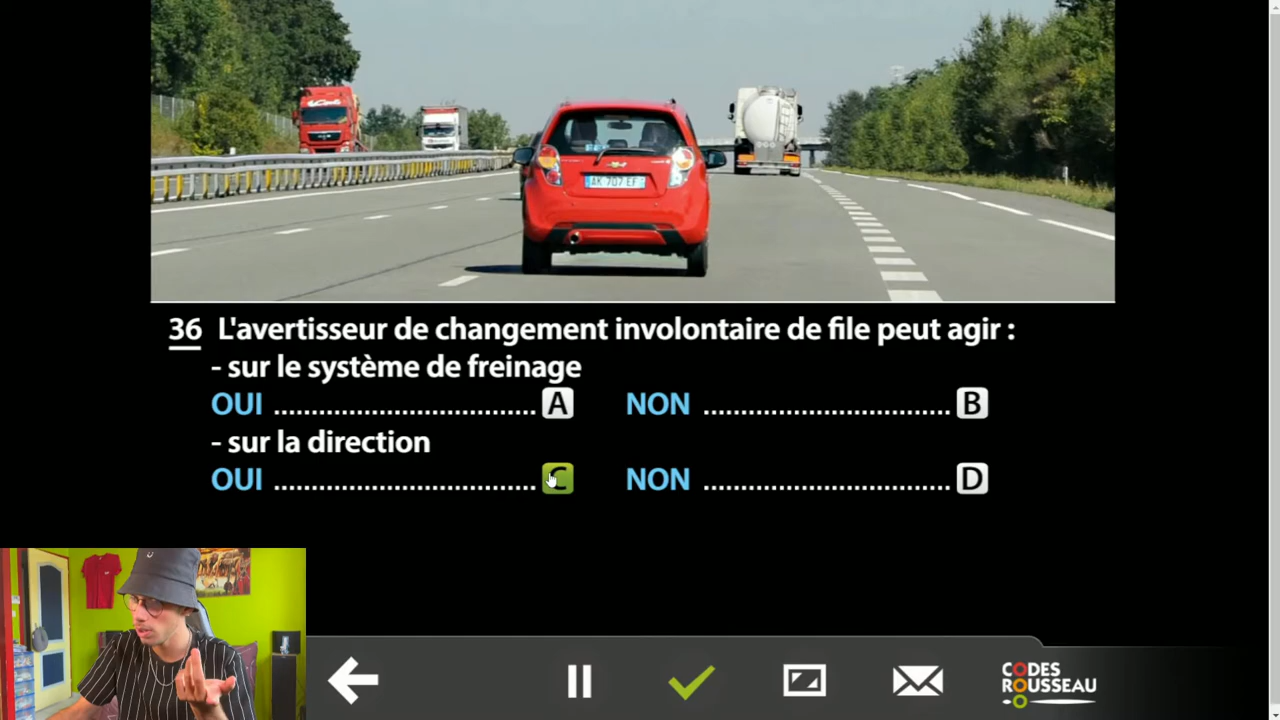 AK 707 EF
36 L'avertisseur de changement involontaire de file peut agir :
- sur le système de freinage
OUI .................................. A NON ................................ B
- sur la direction
OUI .................................. C NON ................................ D
CODES
ROUSSEAU